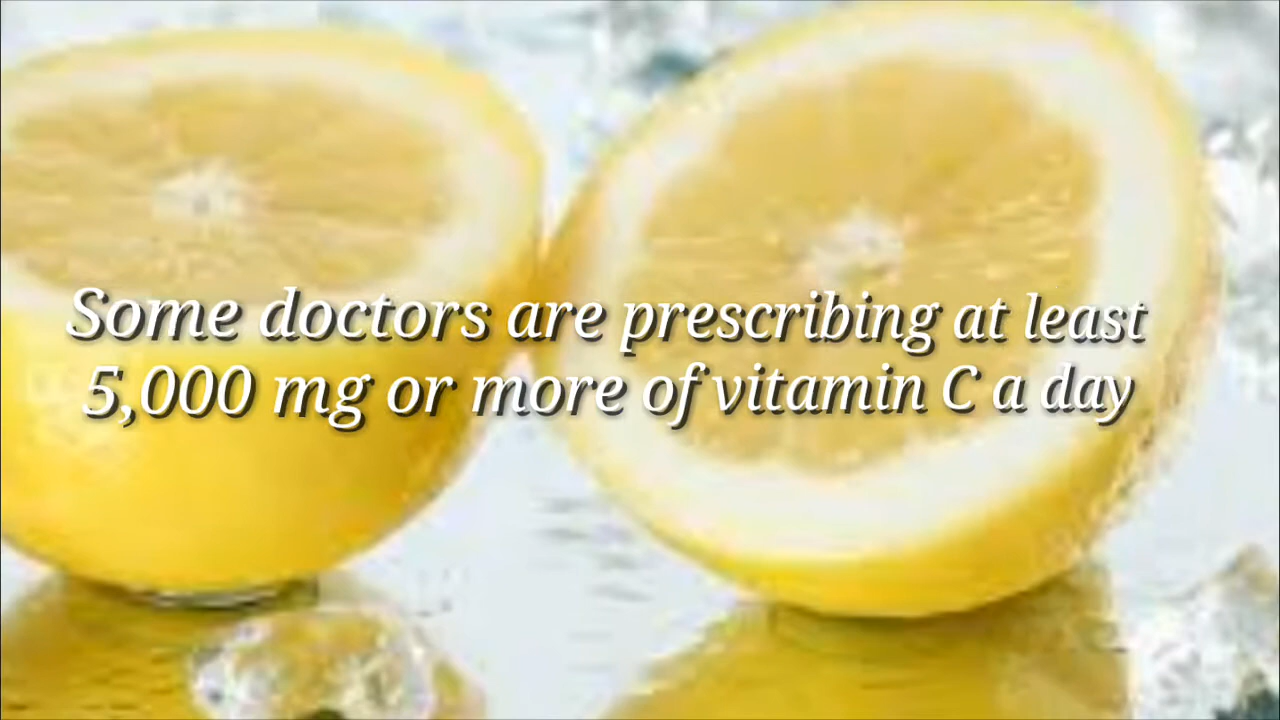 Some doctors are prescribing at least
5,000 mg or more of vitamin C a day